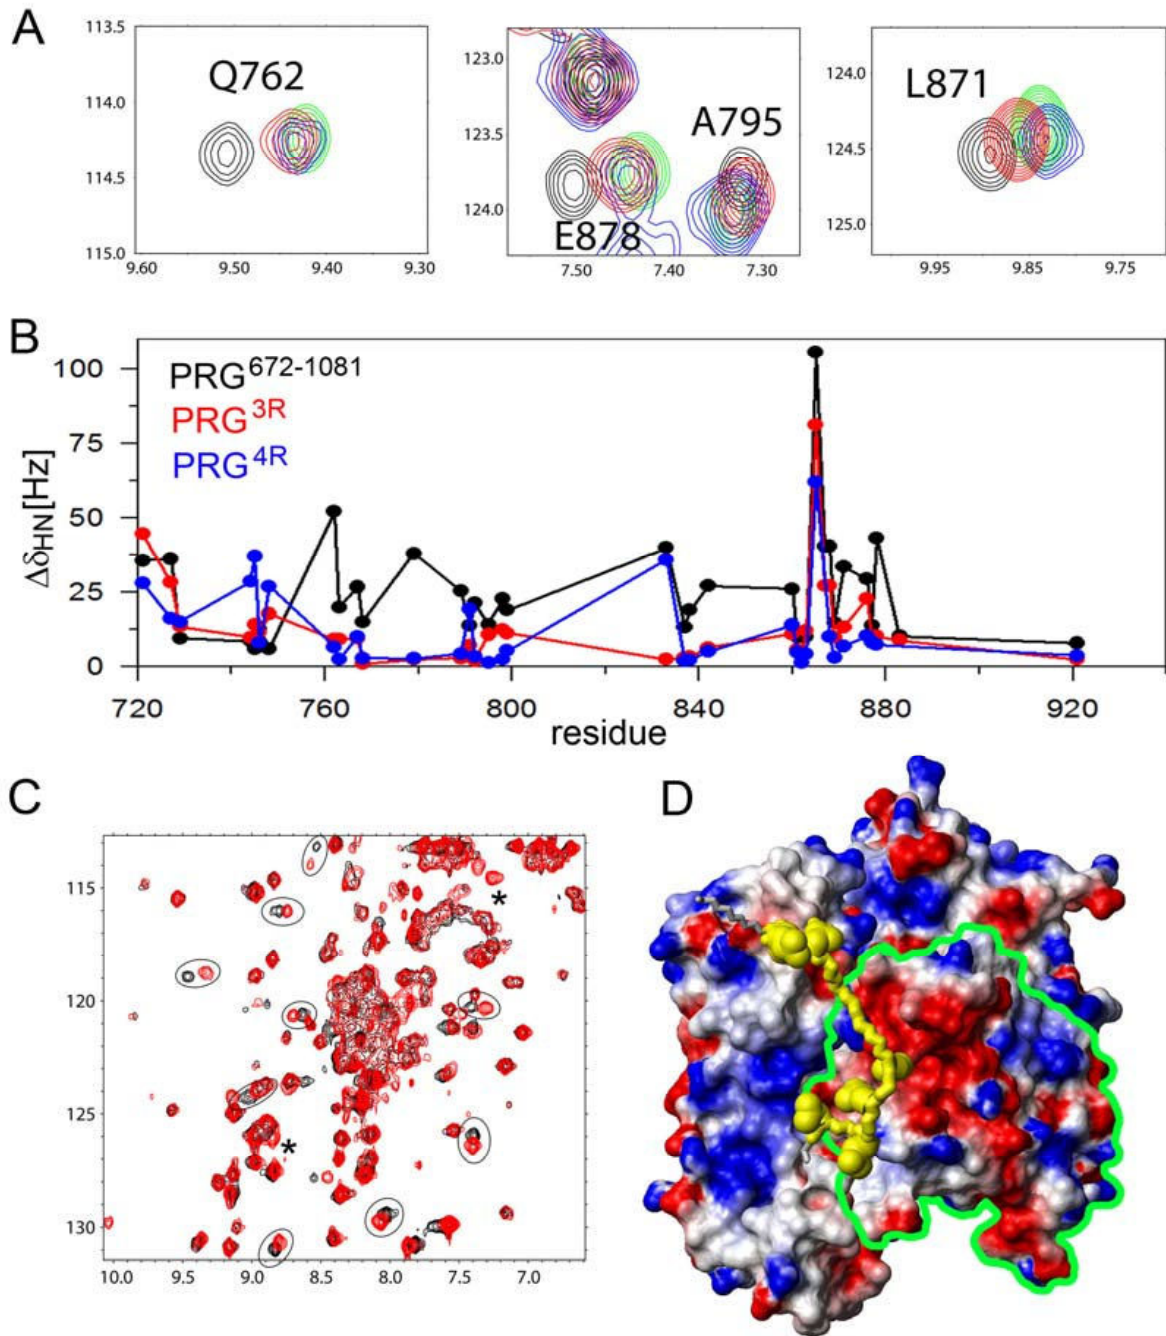 A
113.5
114.0
114.5
115.0
Q762
9.60 9.50 9.40 9.30
123.0
123.5
124.0
A795
E878
7.50 7.40 7.30
124.0
124.5
125.0
L871
9.95 9.85 9.75
B
100
75
50
25
0
ΔδHN[Hz]
PRG672-1081
PRG3R
PRG4R
720 760 800 840 880 920
residue
C
115
120
125
130
*
*
10.0 9.5 9.0 8.5 8.0 7.5 7.0
D